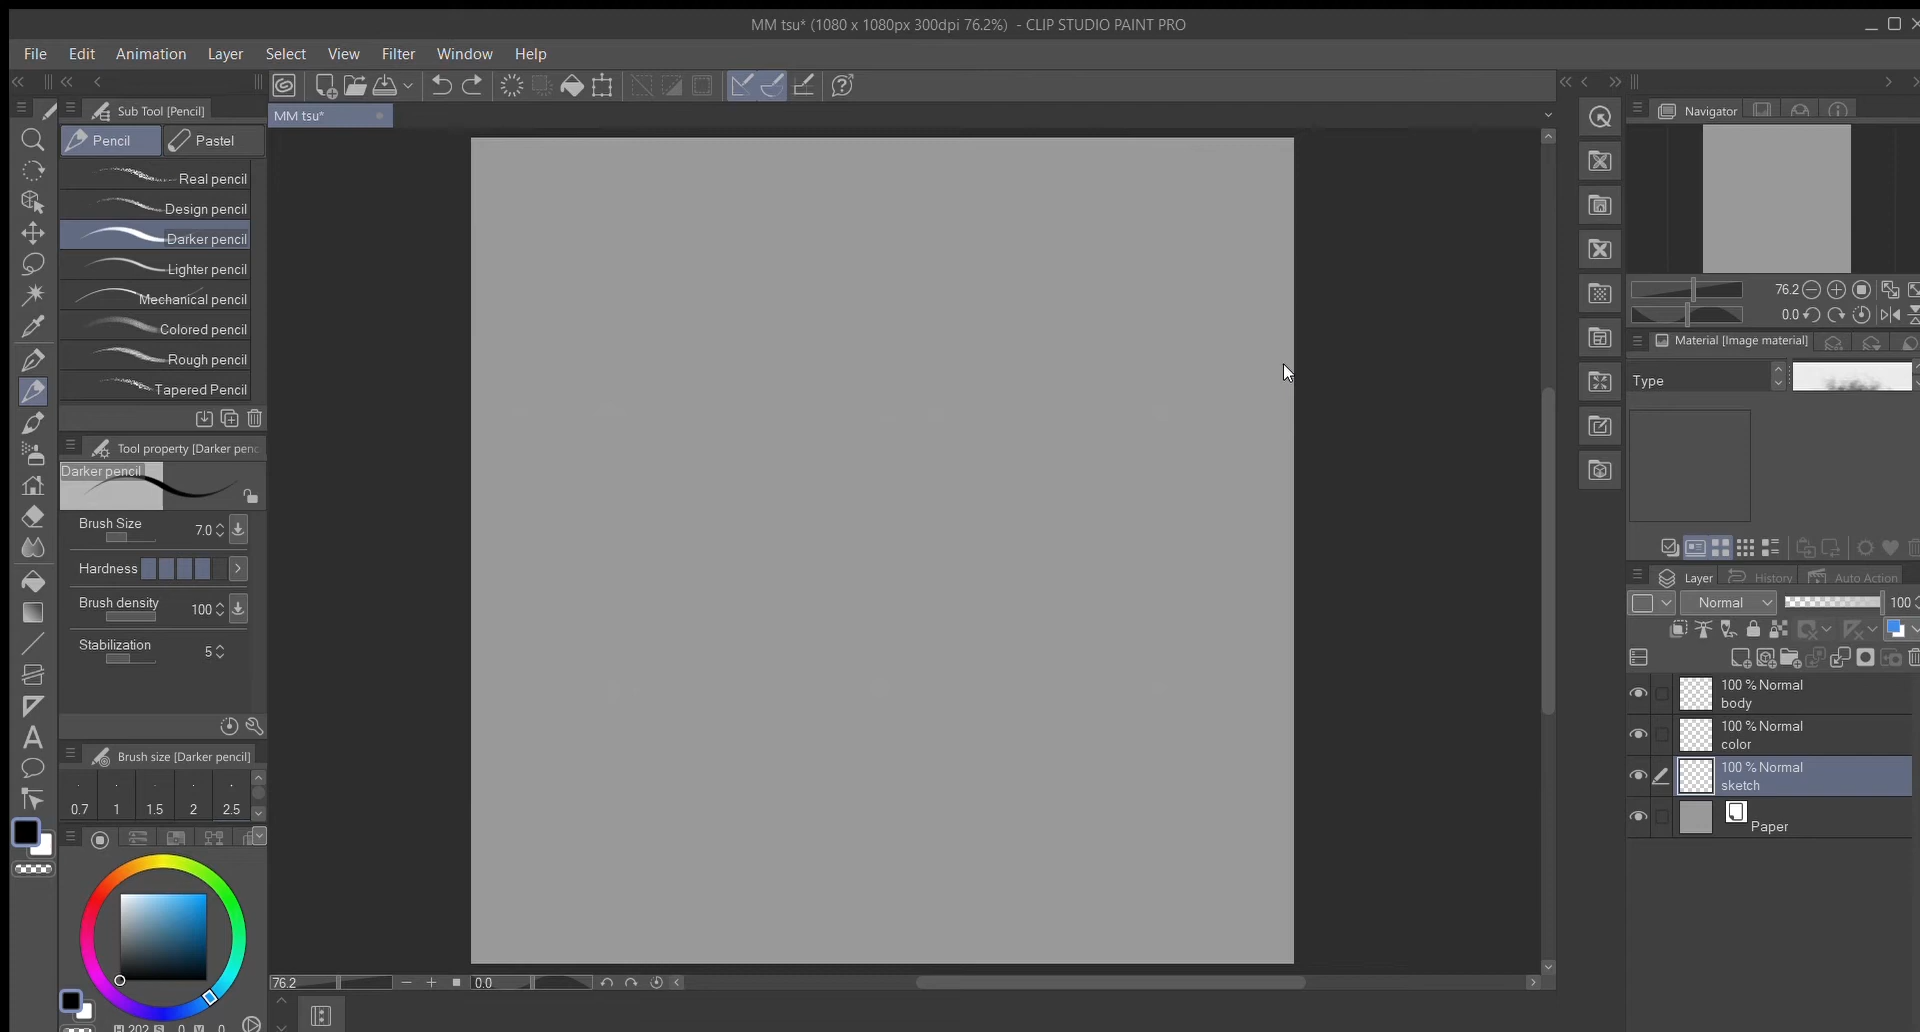 MM tsu* (1080 x 1080px 300dpi 76.2%) - CLIP STUDIO PAINT PRO
File Edit Animation Layer Select View Filter Window Help
Sub Tool [Pencil]
Pencil Pastel
Real pencil
Design pencil
Darker pencil
Lighter pencil
Mechanical pencil
Colored pencil
Rough pencil
Tapered Pencil
Tool property [Darker penc
Darker pencil
Brush Size 7.0
Hardness
Brush density 100
Stabilization 5
Brush size [Darker pencil]
0.7 1 1.5 2 2.5
H 202 S 0 V 0
MM tsu*
76.2 0.0
Navigator
76.2
0.0
Material [Image material]
Type
Layer History Auto Action
Normal 100
100 % Normal
body
100 % Normal
color
100 % Normal
sketch
Paper